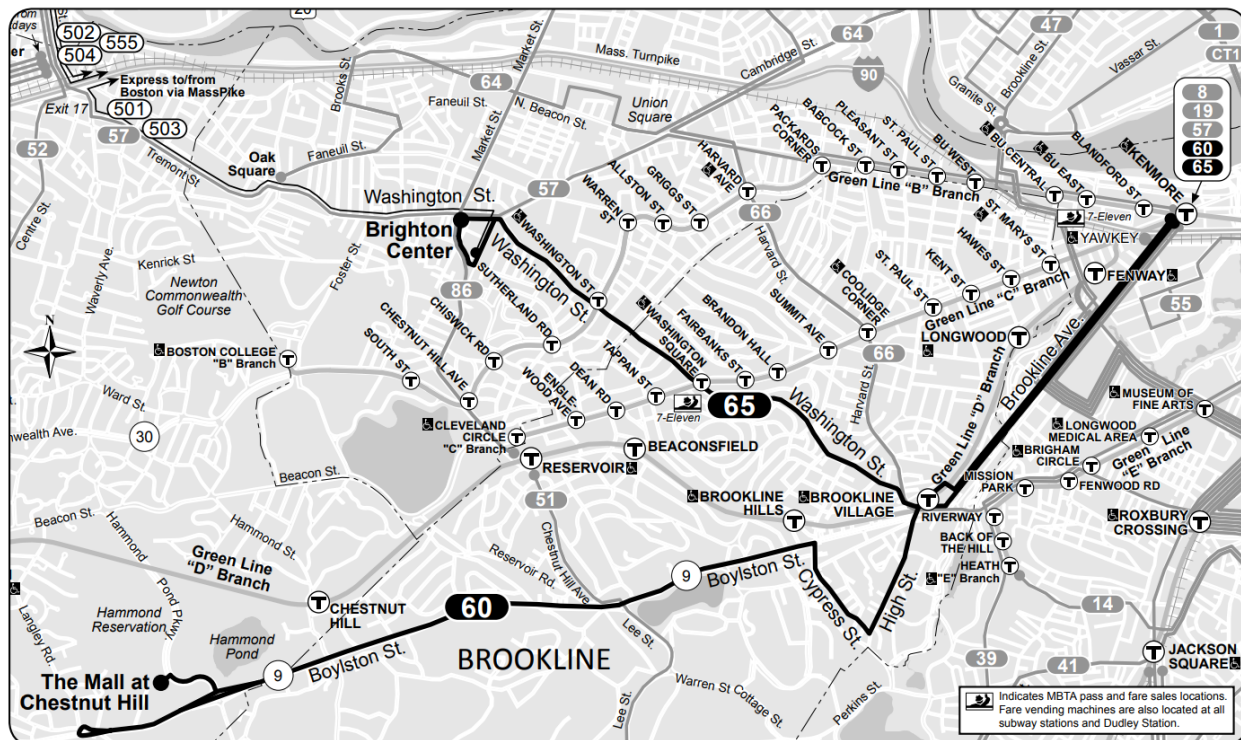 502
555
504
er
days
Express to/from
Boston via MassPike
Exit 17
501
503
57
52
Tremont St.
Centre St.
Waverly Ave.
Oak
Square
Faneuil St.
Brooks St.
Faneuil St.
64
Market St.
Market St.
N. Beacon St.
Union
Square
Mass. Turnpike
Cambridge St.
64
90
47
Brookline St.
Granite St.
Vassar St.
1
CT1
8
19
57
60
65
Washington St.
57
Brighton
Center
Foster St.
Kenrick St
Newton
Commonwealth
Golf Course
86
WASHINGTON ST.
Washington St.
SUTHERLAND RD
CHISWICK RD
CHESTNUT HILL AVE
SOUTH ST
BOSTON COLLEGE
"B" Branch
WARREN
ST
ALLSTON ST
GRIGGS ST
HARVARD
AVE
PACKARDS
CORNER
BABCOCK ST
PLEASANT ST
ST. PAUL ST
BU WEST
BU CENTRAL
BU EAST
BLANDFORD ST
KENMORE
Green Line "B" Branch
66
Harvard St.
7-Eleven
YAWKEY
ST. MARYS ST
HAWES ST
KENT ST
ST. PAUL ST
COOLIDGE
CORNER
SUMMIT AVE
BRANDON HALL
FAIRBANKS ST
WASHINGTON
SQUARE
TAPPAN ST
DEAN RD
ENGLE-
WOOD AVE
CLEVELAND
CIRCLE
"C" Branch
Green Line "C" Branch
FENWAY
55
LONGWOOD
66
Harvard St.
Green Line "D" Branch
Brookline Ave.
7-Eleven
65
Washington St.
MUSEUM OF
FINE ARTS
LONGWOOD
MEDICAL AREA
BRIGHAM
CIRCLE
Green Line
"E" Branch
MISSION
PARK
FENWOOD RD
ROXBURY
CROSSING
RIVERWAY
BACK OF
THE HILL
HEATH
"E" Branch
Ward St.
30
Beacon St.
Beacon St.
Hammond St.
Hammond
Pond Pkwy.
RESERVOIR
BEACONSFIELD
BROOKLINE
HILLS
BROOKLINE
VILLAGE
51
Chestnut Hill Ave
Reservoir Rd.
Green Line
"D" Branch
CHESTNUT
HILL
60
9
Boylston St.
Cypress St.
High St.
14
39
41
JACKSON
SQUARE
Hammond
Reservation
Hammond
Pond
Langley Rd.
The Mall at
Chestnut Hill
9
Boylston St.
BROOKLINE
Lee St.
Lee St.
Warren St
Cottage St.
Perkins St.
Indicates MBTA pass and fare sales locations.
Fare vending machines are also located at all
subway stations and Dudley Station.
N